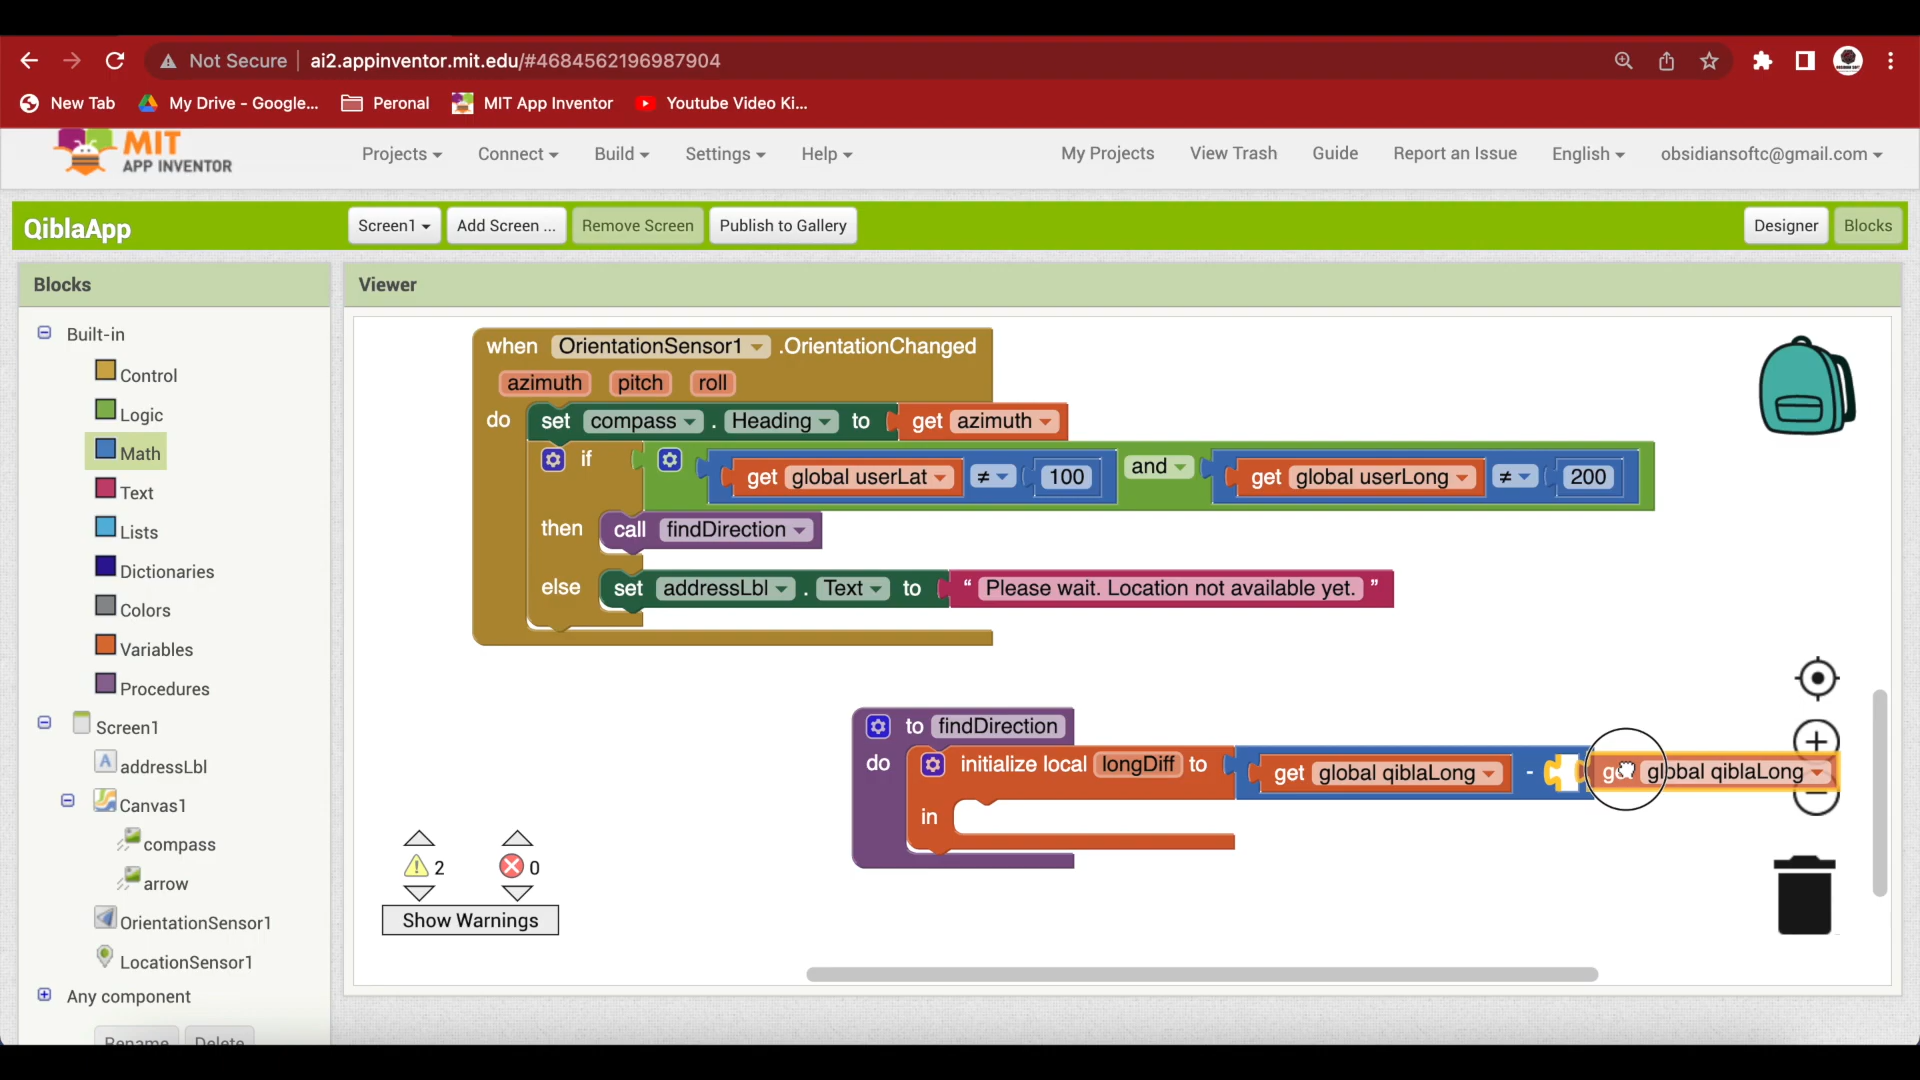 Not Secure ai2.appinventor.mit.edu/#4684562196987904
New Tab My Drive - Google... Peronal MIT App Inventor Youtube Video Ki...
MIT
APP INVENTOR
Projects Connect Build Settings Help My Projects View Trash Guide Report an Issue English obsidiansoftc@gmail.com
QiblaApp Screen1 Add Screen ... Remove Screen Publish to Gallery Designer Blocks
Blocks
Viewer
Built-in
Control
Logic
Math
Text
Lists
Dictionaries
Colors
Variables
Procedures
Screen1
A addressLbl
Canvas1
compass
arrow
OrientationSensor1
LocationSensor1
Any component
Rename Delete
when OrientationSensor1 .OrientationChanged
azimuth pitch roll
do set compass . Heading to get azimuth
if get global userLat ≠ 100 and get global userLong ≠ 200
then call findDirection
else set addressLbl . Text to “ Please wait. Location not available yet. ”
to findDirection
do initialize local longDiff to get global qiblaLong - get global qiblaLong
in
2 0
Show Warnings